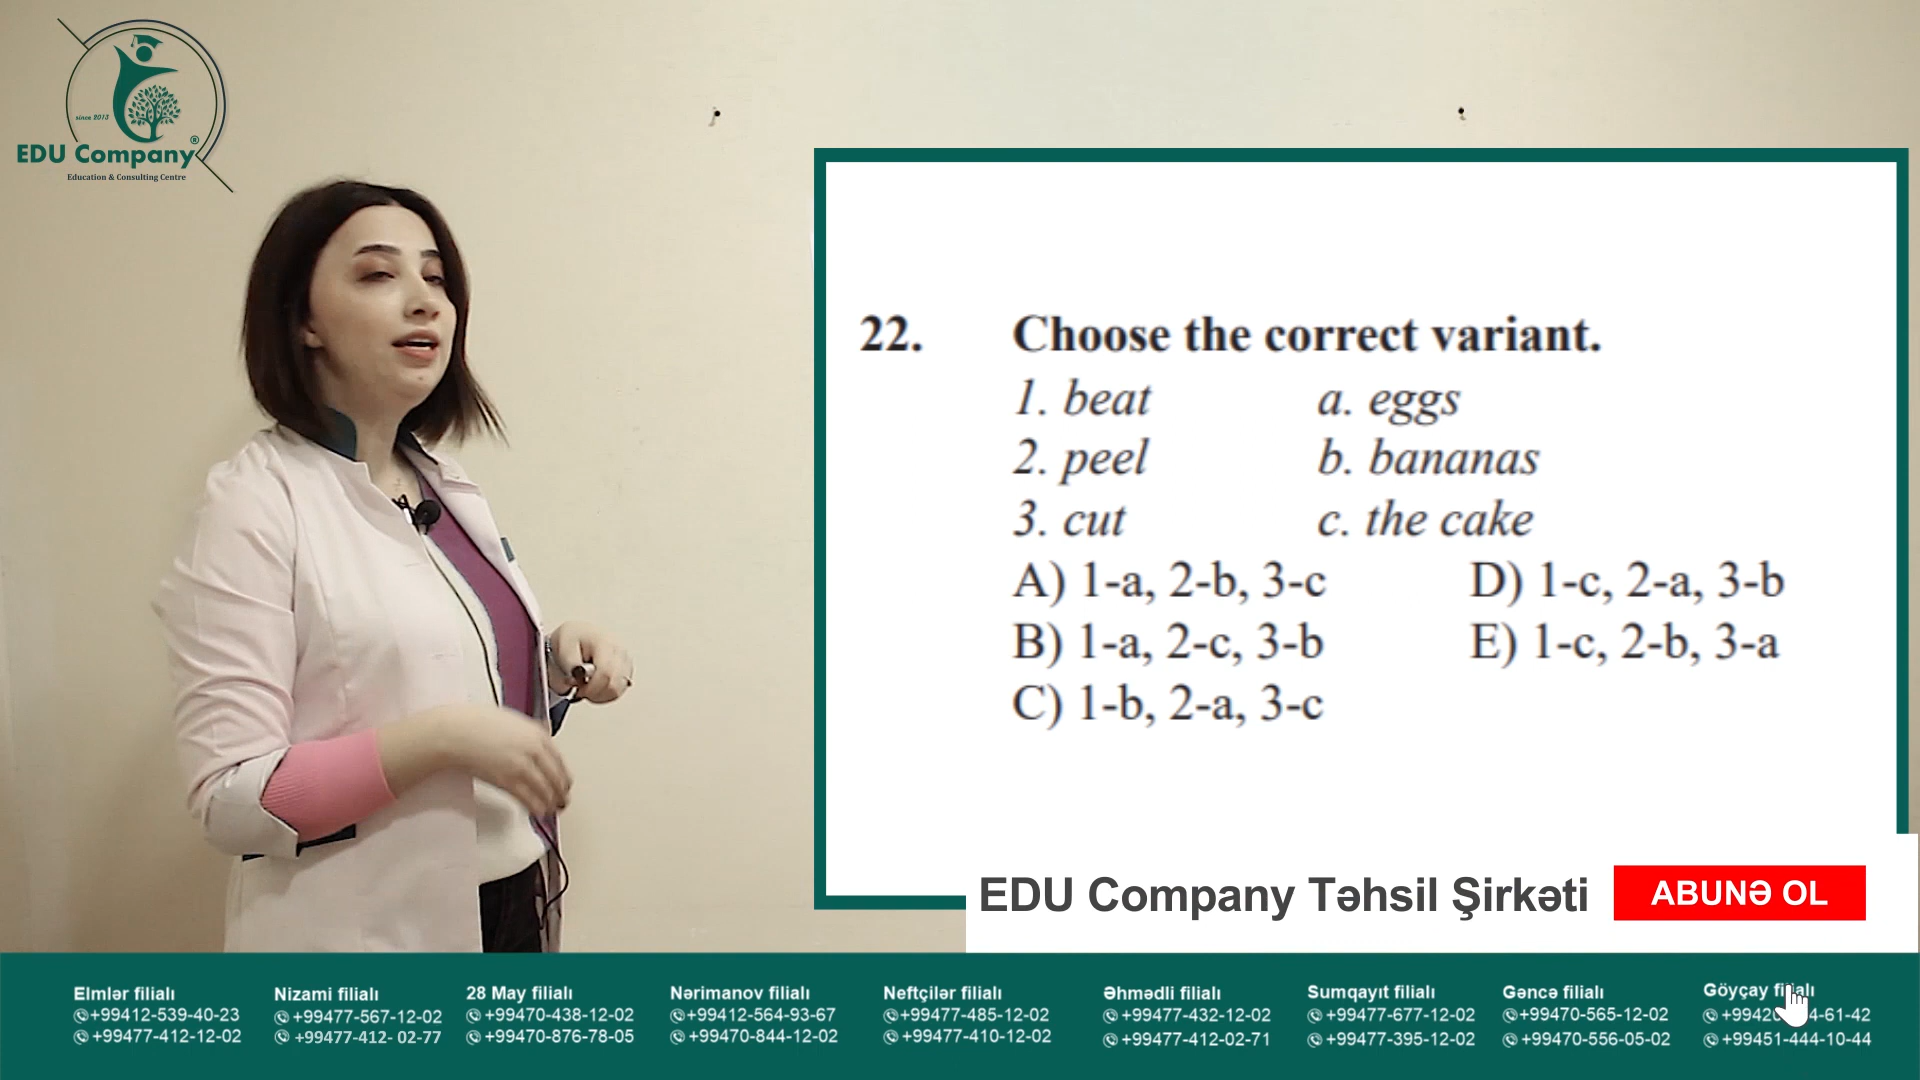 since 2013
EDU Company®
Education & Consulting Centre
22. Choose the correct variant.
1. beat a. eggs
2. peel b. bananas
3. cut c. the cake
A) 1-a, 2-b, 3-c D) 1-c, 2-a, 3-b
B) 1-a, 2-c, 3-b E) 1-c, 2-b, 3-a
C) 1-b, 2-a, 3-c
EDU Company Təhsil Şirkəti
ABUNƏ OL
Elmlər filialı
+99412-539-40-23
+99477-412-12-02
Nizami filialı
+99477-567-12-02
+99477-412- 02-77
28 May filialı
+99470-438-12-02
+99470-876-78-05
Nərimanov filialı
+99412-564-93-67
+99470-844-12-02
Neftçilər filialı
+99477-485-12-02
+99477-410-12-02
Əhmədli filialı
+99477-432-12-02
+99477-412-02-71
Sumqayıt filialı
+99477-677-12-02
+99477-395-12-02
Gəncə filialı
+99470-565-12-02
+99470-556-05-02
Göyçay
+99451-444-10-44